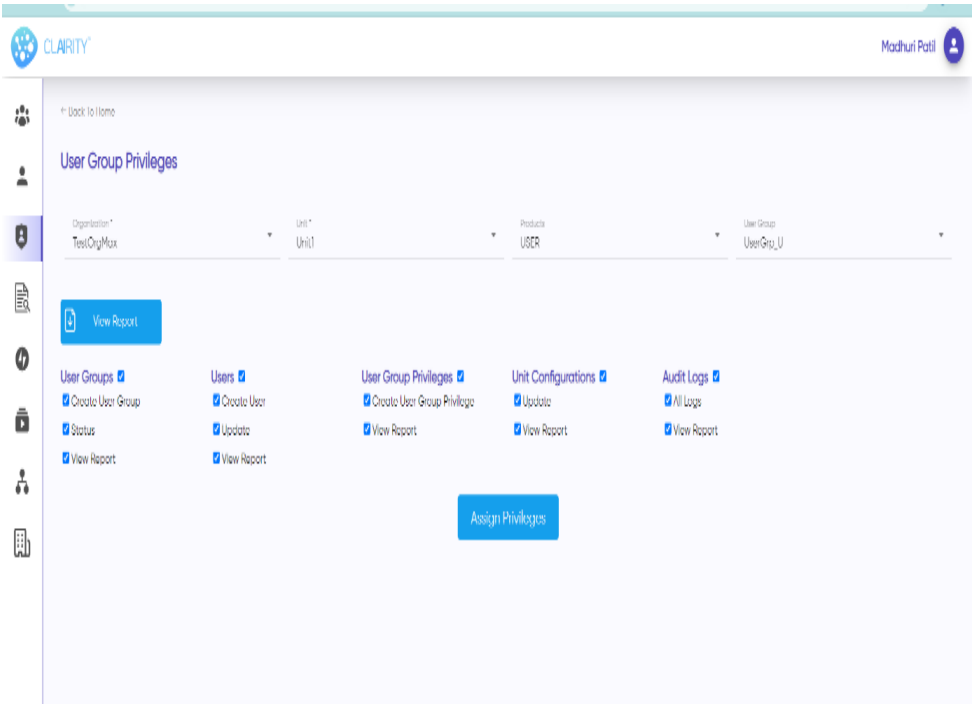 CLAIRITY™
Madhuri Patil
← Back To Home
User Group Privileges
Organization * Unit * Products User Group
TestOrgMax Unit1 USER UserGrp_U
View Report
User Groups Users User Group Privileges Unit Configurations Audit Logs
Create User Group Create User Create User Group Privilege Update All Logs
Status Update View Report View Report View Report
View Report View Report
Assign Privileges